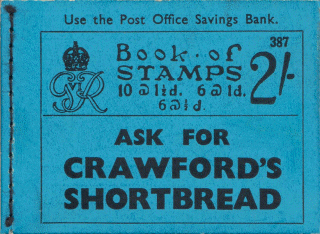 Use the Post Office Savings Bank.
387
GVIR
Book of
STAMPS
10 @ 1½d. 6 @ 1d.
6 @ ½d.
2/-
ASK FOR
CRAWFORD'S
SHORTBREAD